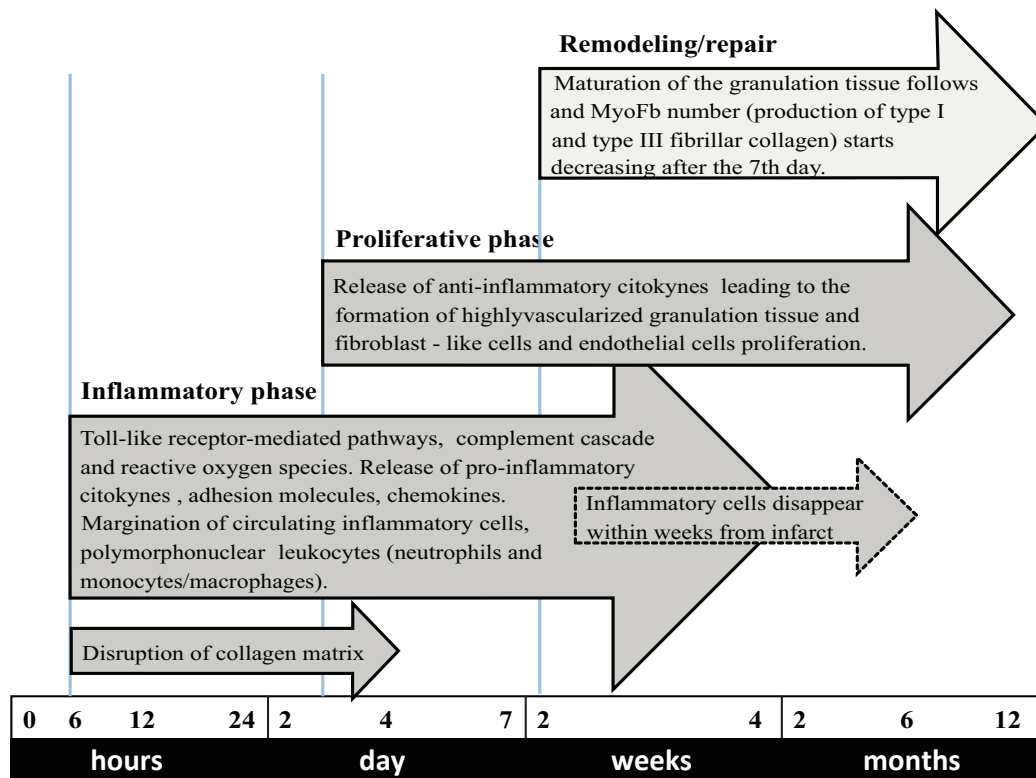 Remodeling/repair
Maturation of the granulation tissue follows
and MyoFb number (production of type I
and type III fibrillar collagen) starts
decreasing after the 7th day.
Proliferative phase
Release of anti-inflammatory citokynes leading to the
formation of highlyvascularized granulation tissue and
fibroblast - like cells and endothelial cells proliferation.
Inflammatory phase
Toll-like receptor-mediated pathways, complement cascade
and reactive oxygen species. Release of pro-inflammatory
citokynes , adhesion molecules, chemokines.
Margination of circulating inflammatory cells,
polymorphonuclear leukocytes (neutrophils and
monocytes/macrophages).
Inflammatory cells disappear
within weeks from infarct
Disruption of collagen matrix
0 6 12 24 2 4 7 2 4 2 6 12
hours day weeks months